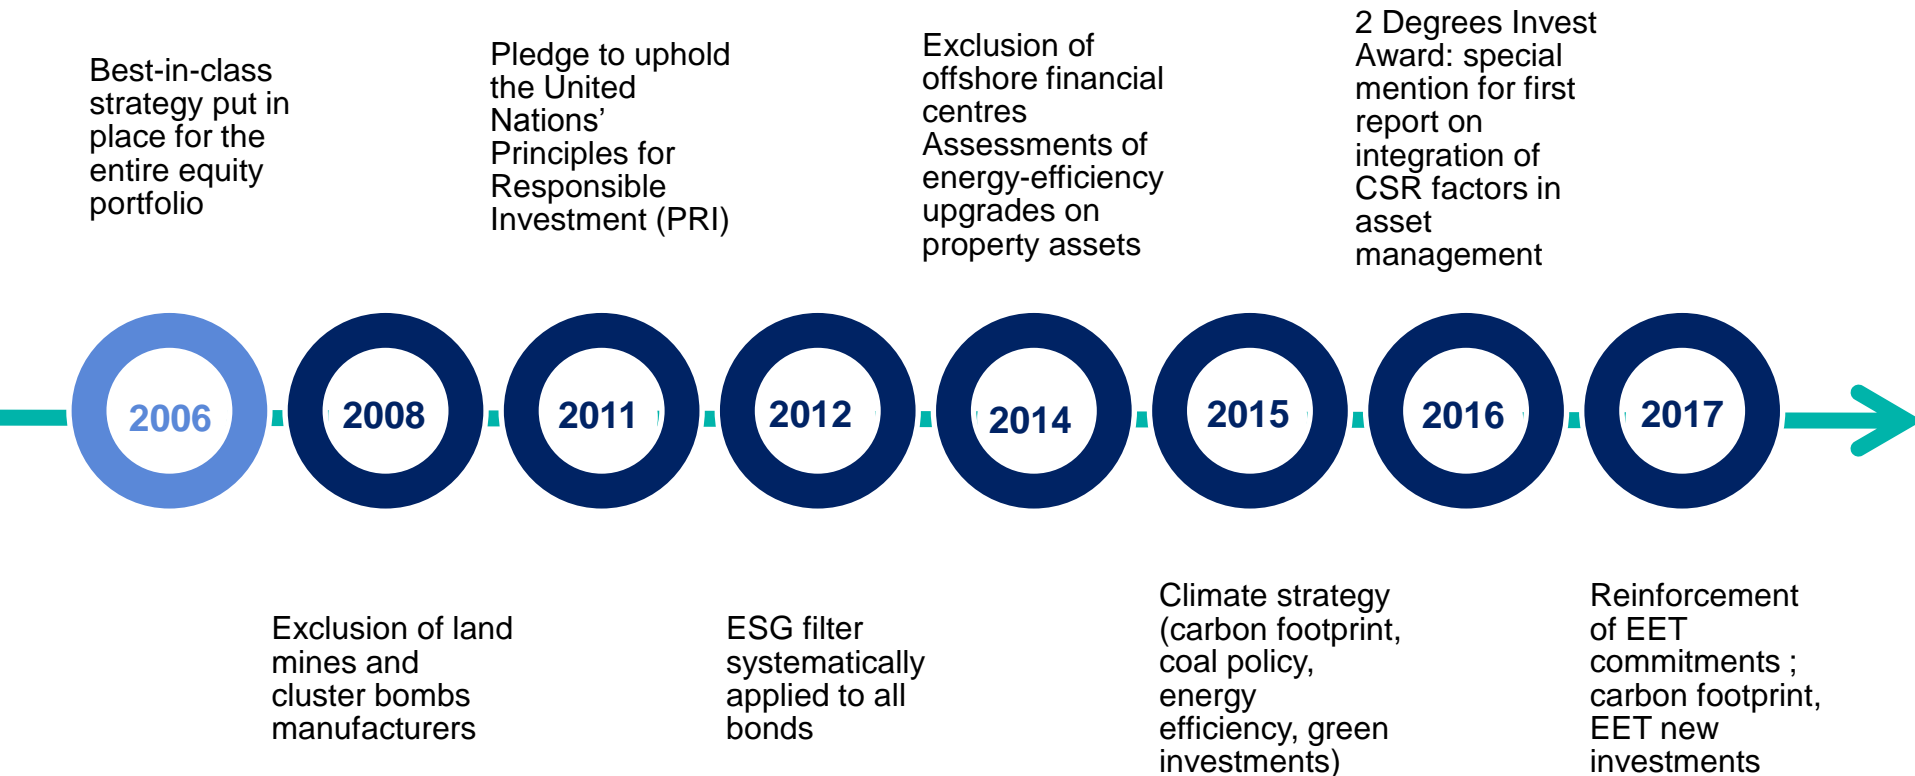 Best-in-class
strategy put in
place for the
entire equity
portfolio
Pledge to uphold
the United
Nations’
Principles for
Responsible
Investment (PRI)
Exclusion of
offshore financial
centres
Assessments of
energy-efficiency
upgrades on
property assets
2 Degrees Invest
Award: special
mention for first
report on
integration of
CSR factors in
asset
management
2006
2008
2011
2012
2014
2015
2016
2017
Exclusion of land
mines and
cluster bombs
manufacturers
ESG filter
systematically
applied to all
bonds
Climate strategy
(carbon footprint,
coal policy,
energy
efficiency, green
investments)
Reinforcement
of EET
commitments ;
carbon footprint,
EET new
investments